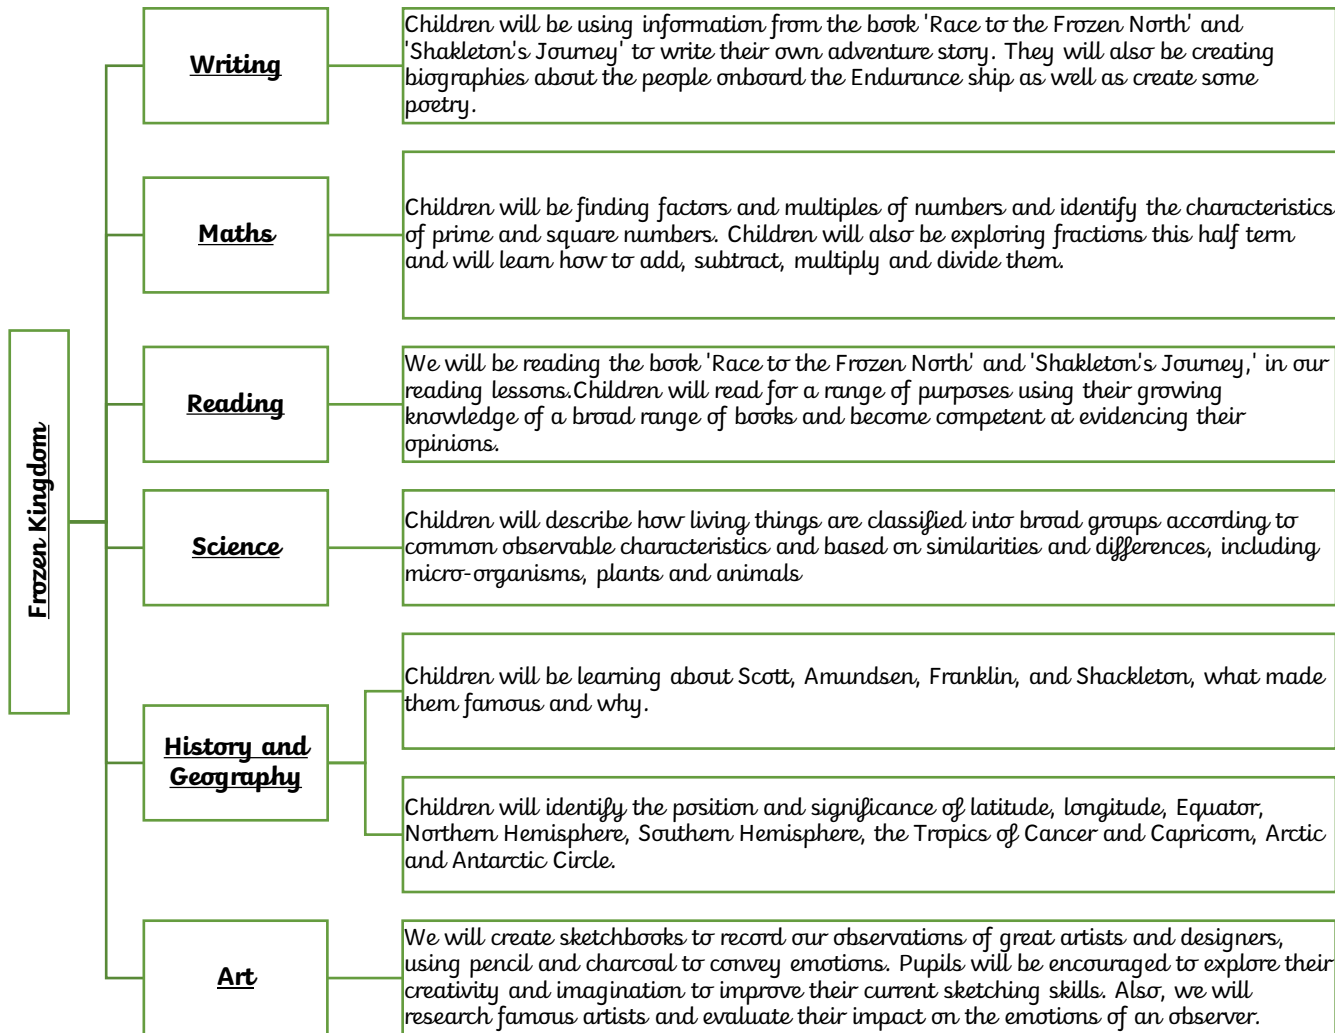 Frozen Kingdom
Writing
Children will be using information from the book 'Race to the Frozen North' and
'Shakleton's Journey' to write their own adventure story. They will also be creating
biographies about the people onboard the Endurance ship as well as create some
poetry.
Maths
Children will be finding factors and multiples of numbers and identify the characteristics
of prime and square numbers. Children will also be exploring fractions this half term
and will learn how to add, subtract, multiply and divide them.
Reading
We will be reading the book 'Race to the Frozen North' and 'Shakleton's Journey,' in our
reading lessons.Children will read for a range of purposes using their growing
knowledge of a broad range of books and become competent at evidencing their
opinions.
Science
Children will describe how living things are classified into broad groups according to
common observable characteristics and based on similarities and differences, including
micro-organisms, plants and animals
History and
Geography
Children will be learning about Scott, Amundsen, Franklin, and Shackleton, what made
them famous and why.
Children will identify the position and significance of latitude, longitude, Equator,
Northern Hemisphere, Southern Hemisphere, the Tropics of Cancer and Capricorn, Arctic
and Antarctic Circle.
Art
We will create sketchbooks to record our observations of great artists and designers,
using pencil and charcoal to convey emotions. Pupils will be encouraged to explore their
creativity and imagination to improve their current sketching skills. Also, we will
research famous artists and evaluate their impact on the emotions of an observer.